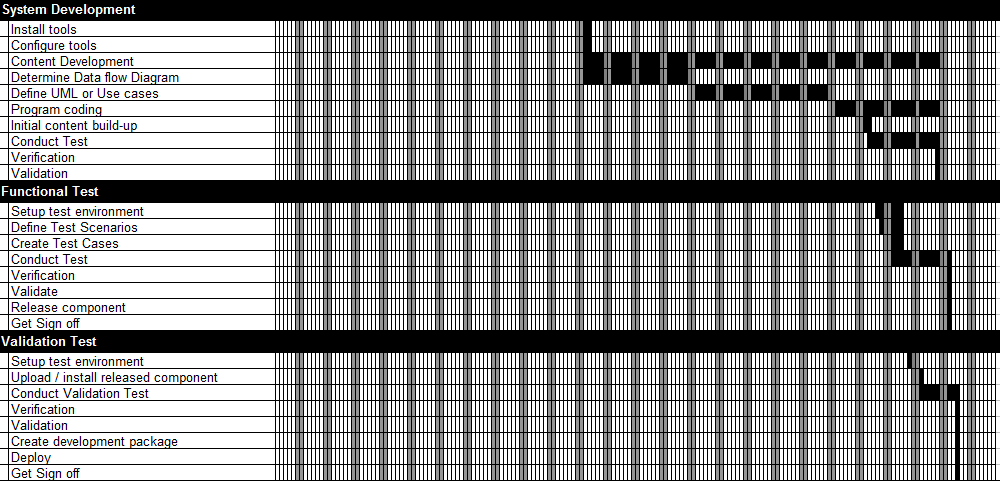 System Development
Install tools
Configure tools
Content Development
Determine Data flow Diagram
Define UML or Use cases
Program coding
Initial content build-up
Conduct Test
Verification
Validation
Functional Test
Setup test environment
Define Test Scenarios
Create Test Cases
Conduct Test
Verification
Validate
Release component
Get Sign off
Validation Test
Setup test environment
Upload / install released component
Conduct Validation Test
Verification
Validation
Create development package
Deploy
Get Sign off